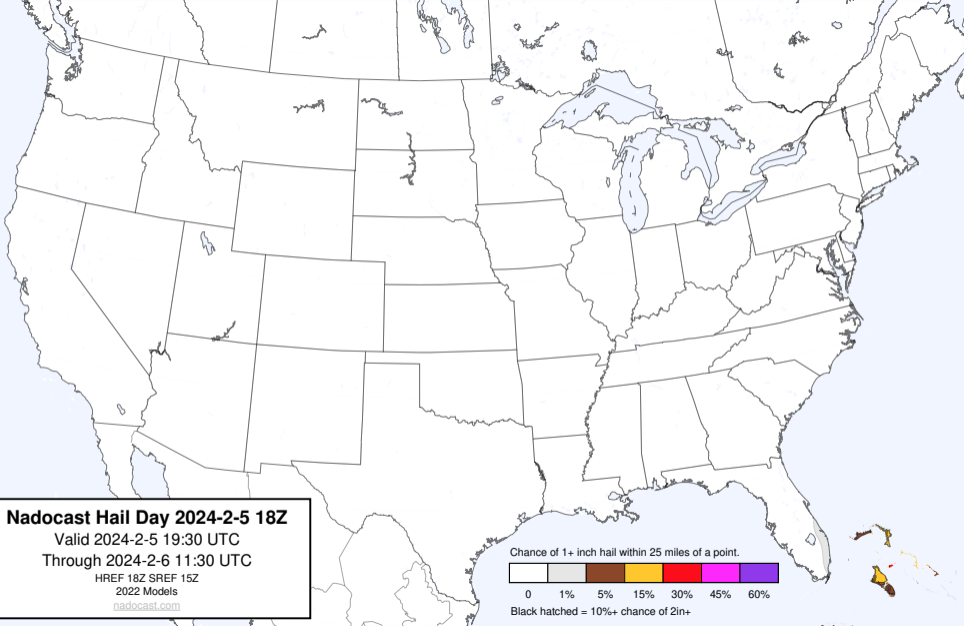 Nadocast Hail Day 2024-2-5 18Z
Valid 2024-2-5 19:30 UTC
Through 2024-2-6 11:30 UTC
HREF 18Z SREF 15Z
2022 Models
nadocast.com
Chance of 1+ inch hail within 25 miles of a point.
0 1% 5% 15% 30% 45% 60%
Black hatched = 10%+ chance of 2in+